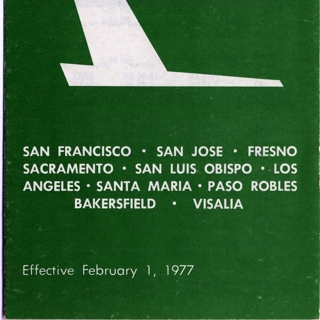 SAN FRANCISCO · SAN JOSE · FRESNO
SACRAMENTO · SAN LUIS OBISPO · LOS
ANGELES · SANTA MARIA · PASO ROBLES
BAKERSFIELD · VISALIA
Effective February 1, 1977